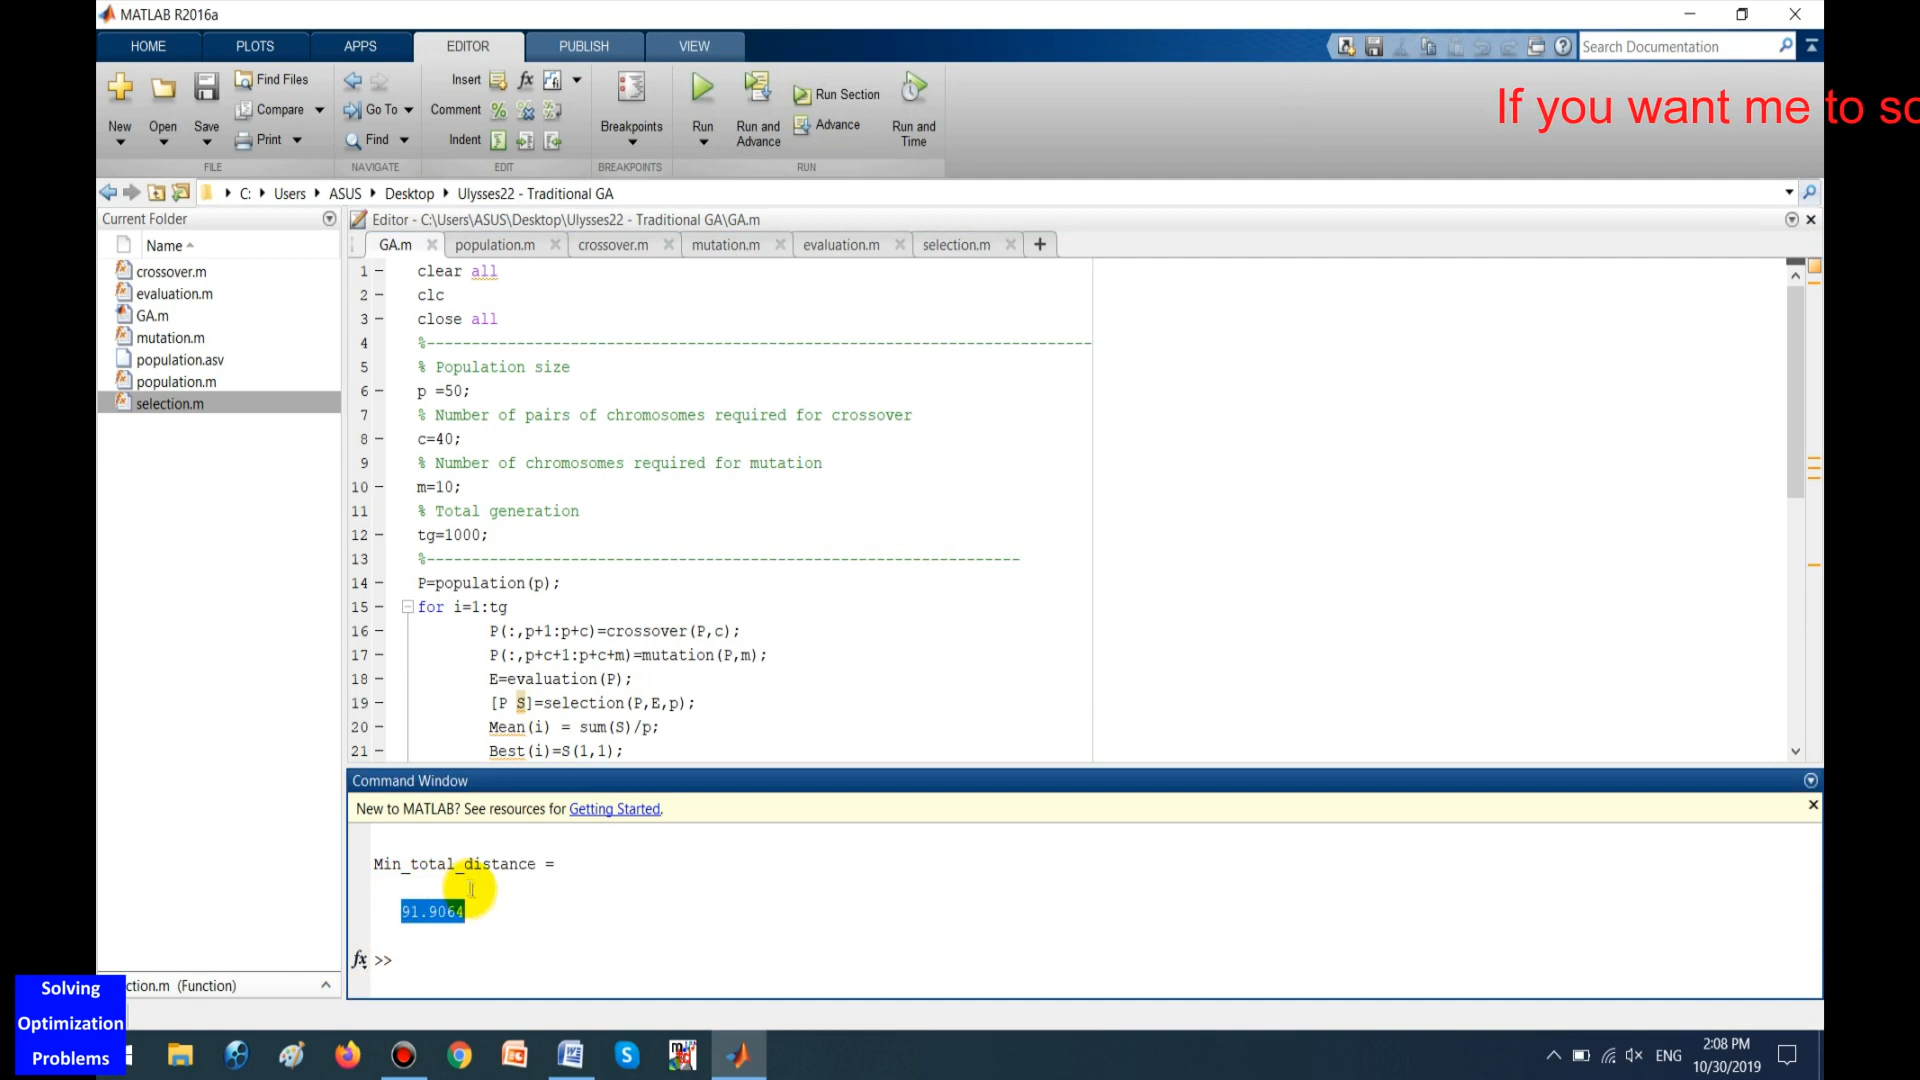 MATLAB R2016a
HOME PLOTS APPS EDITOR PUBLISH VIEW
Search Documentation
Find Files
Compare
Print
New Open Save
FILE
Go To
Find
NAVIGATE
Insert fx
Comment
Indent
EDIT
Breakpoints
BREAKPOINTS
Run
Run and Advance
Run Section
Advance
Run and Time
RUN
If you want me to so
C: Users ASUS Desktop Ulysses22 - Traditional GA
Current Folder
Name
crossover.m
evaluation.m
GA.m
mutation.m
population.asv
population.m
selection.m
ction.m (Function)
Editor - C:\Users\ASUS\Desktop\Ulysses22 - Traditional GA\GA.m
GA.m population.m crossover.m mutation.m evaluation.m selection.m
1 clear all
2 clc
3 close all
4 %--------------------------------------------------------------------------
5 % Population size
6 p =50;
7 % Number of pairs of chromosomes required for crossover
8 c=40;
9 % Number of chromosomes required for mutation
10 m=10;
11 % Total generation
12 tg=1000;
13 %------------------------------------------------------------------
14 P=population(p);
15 for i=1:tg
16 P(:,p+1:p+c)=crossover(P,c);
17 P(:,p+c+1:p+c+m)=mutation(P,m);
18 E=evaluation(P);
19 [P S]=selection(P,E,p);
20 Mean(i) = sum(S)/p;
21 Best(i)=S(1,1);
Command Window
New to MATLAB? See resources for Getting Started.
Min_total_distance =
91.9064
fx >>
Solving
Optimization
Problems
ENG
2:08 PM
10/30/2019